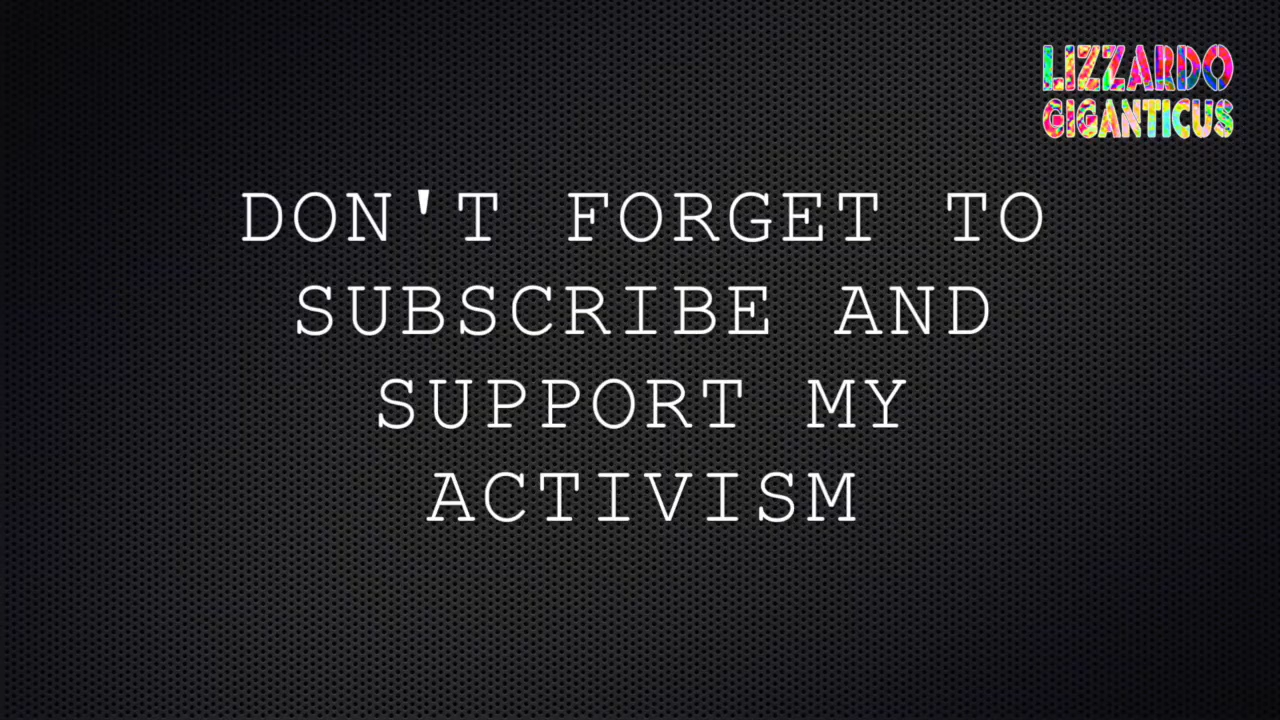 LIZZARDO
GIGANTICUS
DON'T FORGET TO
SUBSCRIBE AND
SUPPORT MY
ACTIVISM